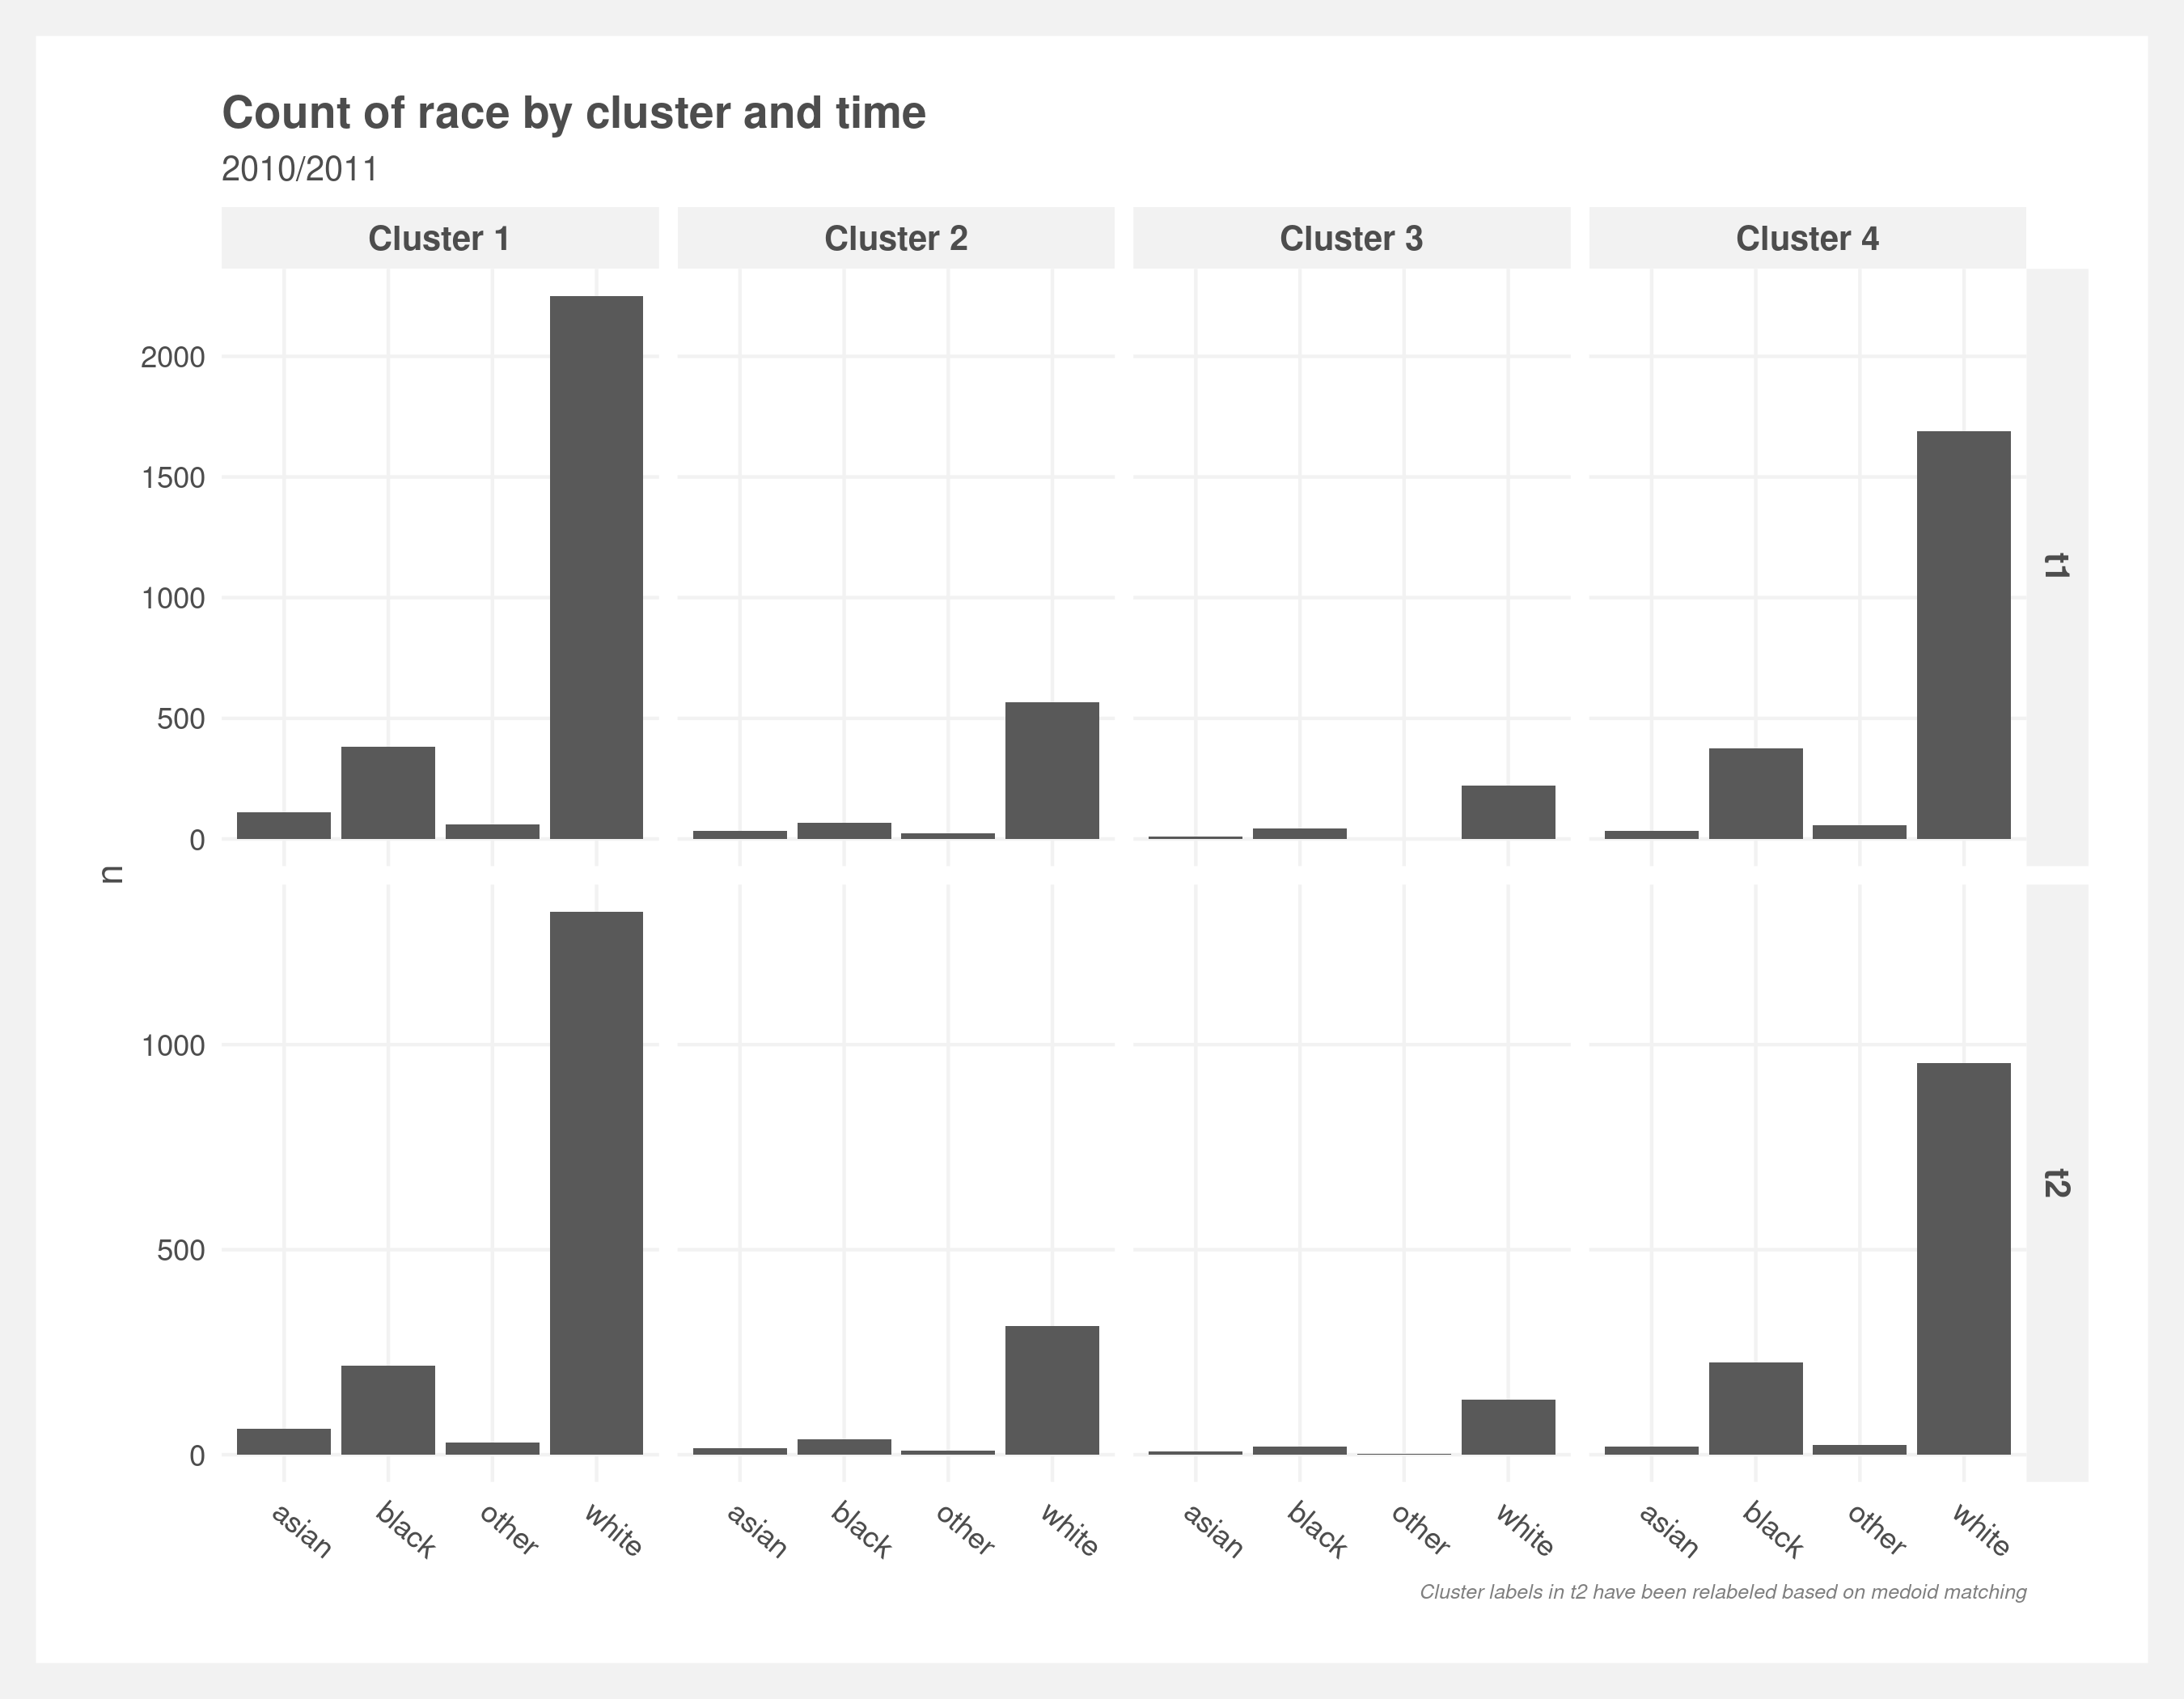 Count of race by cluster and time
2010/2011
Cluster 1 Cluster 2 Cluster 3 Cluster 4
2000
1500
1000
500
0
t1
n
1000
500
0
t2
asian black other white asian black other white asian black other white asian black other white
Cluster labels in t2 have been relabeled based on medoid matching